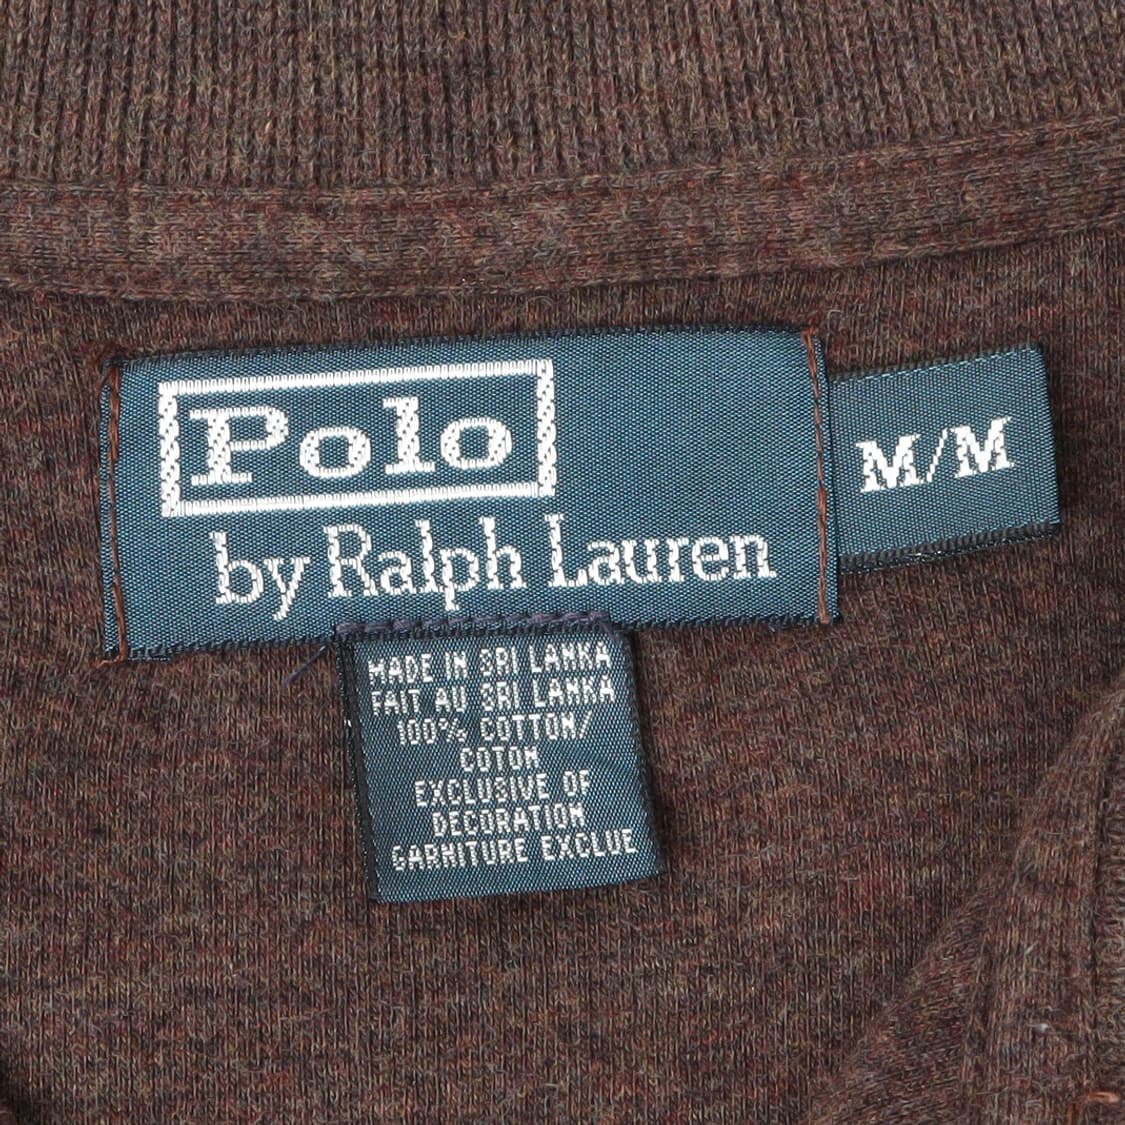 Polo
by Ralph Lauren
M/M
MADE IN SRI LANKA
FAIT AU SRI LANKA
100% COTTON/
COTON
EXCLUSIVE OF
DECORATION
GARNITURE EXCLUE